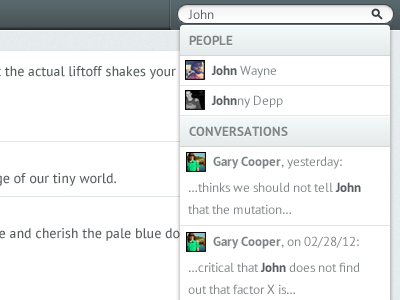 John
t the actual liftoff shakes your
ge of our tiny world.
e and cherish the pale blue do
PEOPLE
John Wayne
Johnny Depp
CONVERSATIONS
Gary Cooper, yesterday:
...thinks we should not tell John
that the mutation...
Gary Cooper, on 02/28/12:
...critical that John does not find
out that factor X is...